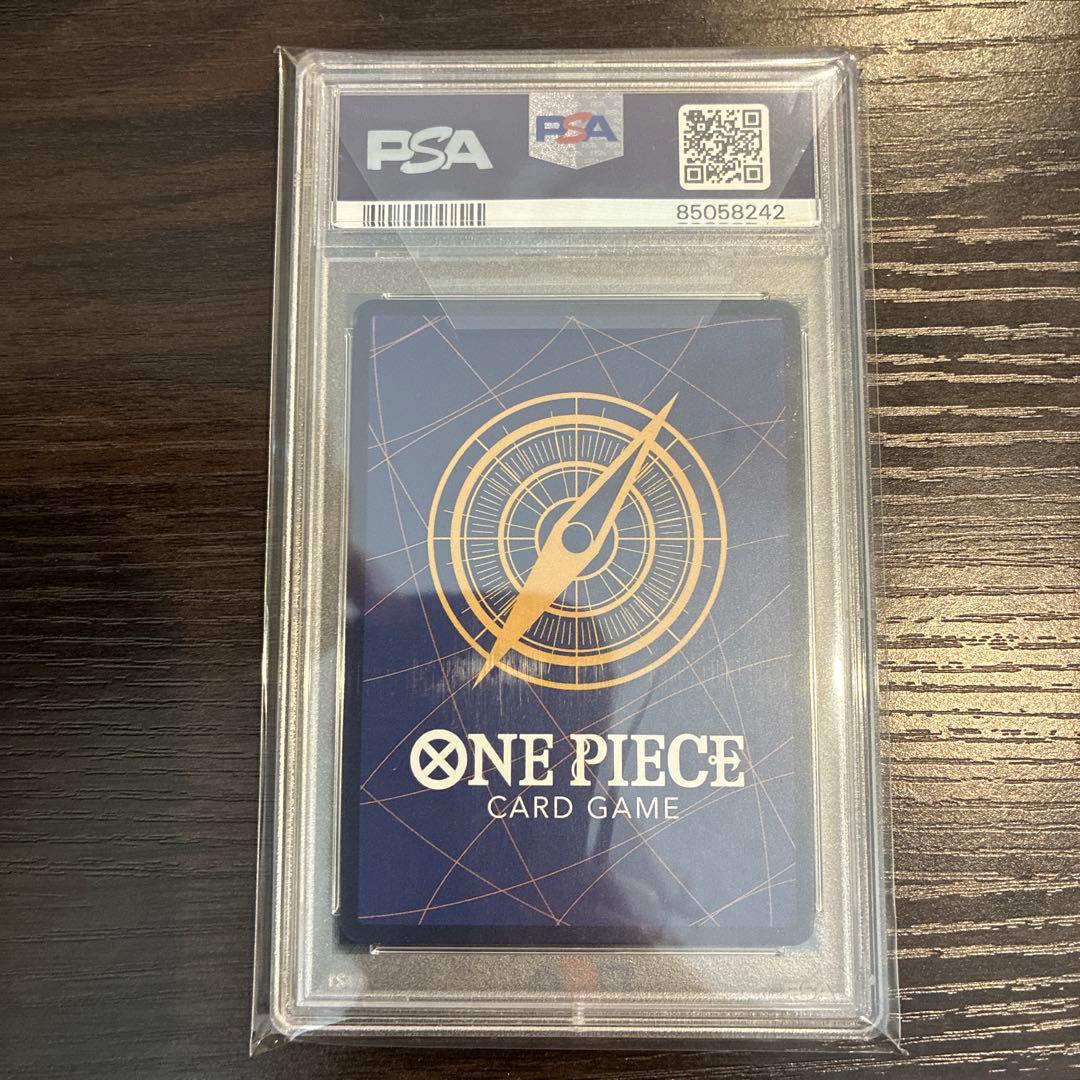 PSA
PSA
85058242
ONE PIECE
CARD GAME